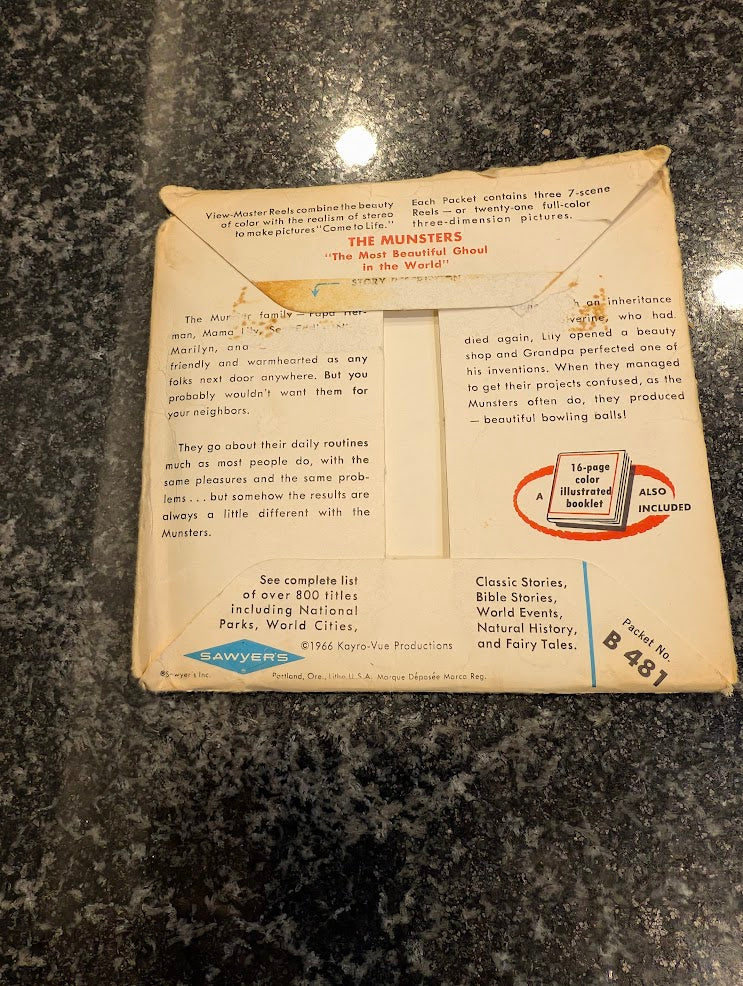 View-Master Reels combine the beauty
of color with the realism of stereo
to make pictures "Come to Life."
Each Packet contains three 7-scene
Reels — or twenty-one full-color
three-dimension pictures.
THE MUNSTERS
"The Most Beautiful Ghoul
in the World"
STORY
The Munster family — Papa Her-
man, Mama Lily,
Marilyn, and
friendly and warmhearted as any
folks next door anywhere. But you
probably wouldn't want them for
your neighbors.
They go about their daily routines
much as most people do, with the
same pleasures and the same prob-
lems . . . but somehow the results are
always a little different with the
Munsters.
an inheritance
who had
died again, Lily opened a beauty
shop and Grandpa perfected one of
his inventions. When they managed
to get their projects confused, as the
Munsters often do, they produced
— beautiful bowling balls!
A
16-page
color
illustrated
booklet
ALSO
INCLUDED
See complete list
of over 800 titles
including National
Parks, World Cities,
Classic Stories,
Bible Stories,
World Events,
Natural History,
and Fairy Tales.
Packet No.
B 481
SAWYER'S
©1966 Kayro-Vue Productions
®Sawyer's Inc.
Portland, Ore., Litho U.S.A. Marque Déposée Marca Reg.